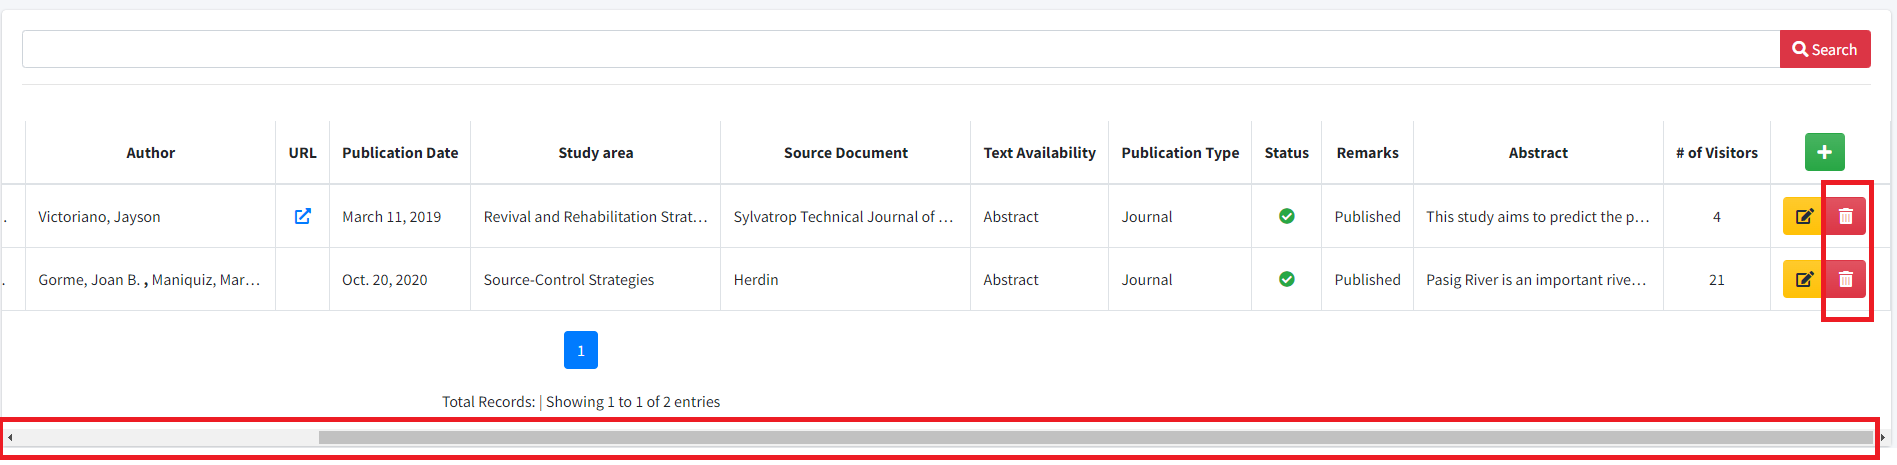 Search
Author URL Publication Date Study area Source Document Text Availability Publication Type Status Remarks Abstract # of Visitors
. Victoriano, Jayson March 11, 2019 Revival and Rehabilitation Strat... Sylvatrop Technical Journal of ... Abstract Journal Published This study aims to predict the p... 4
. Gorme, Joan B. , Maniquiz, Mar... Oct. 20, 2020 Source-Control Strategies Herdin Abstract Journal Published Pasig River is an important rive... 21
1
Total Records: | Showing 1 to 1 of 2 entries